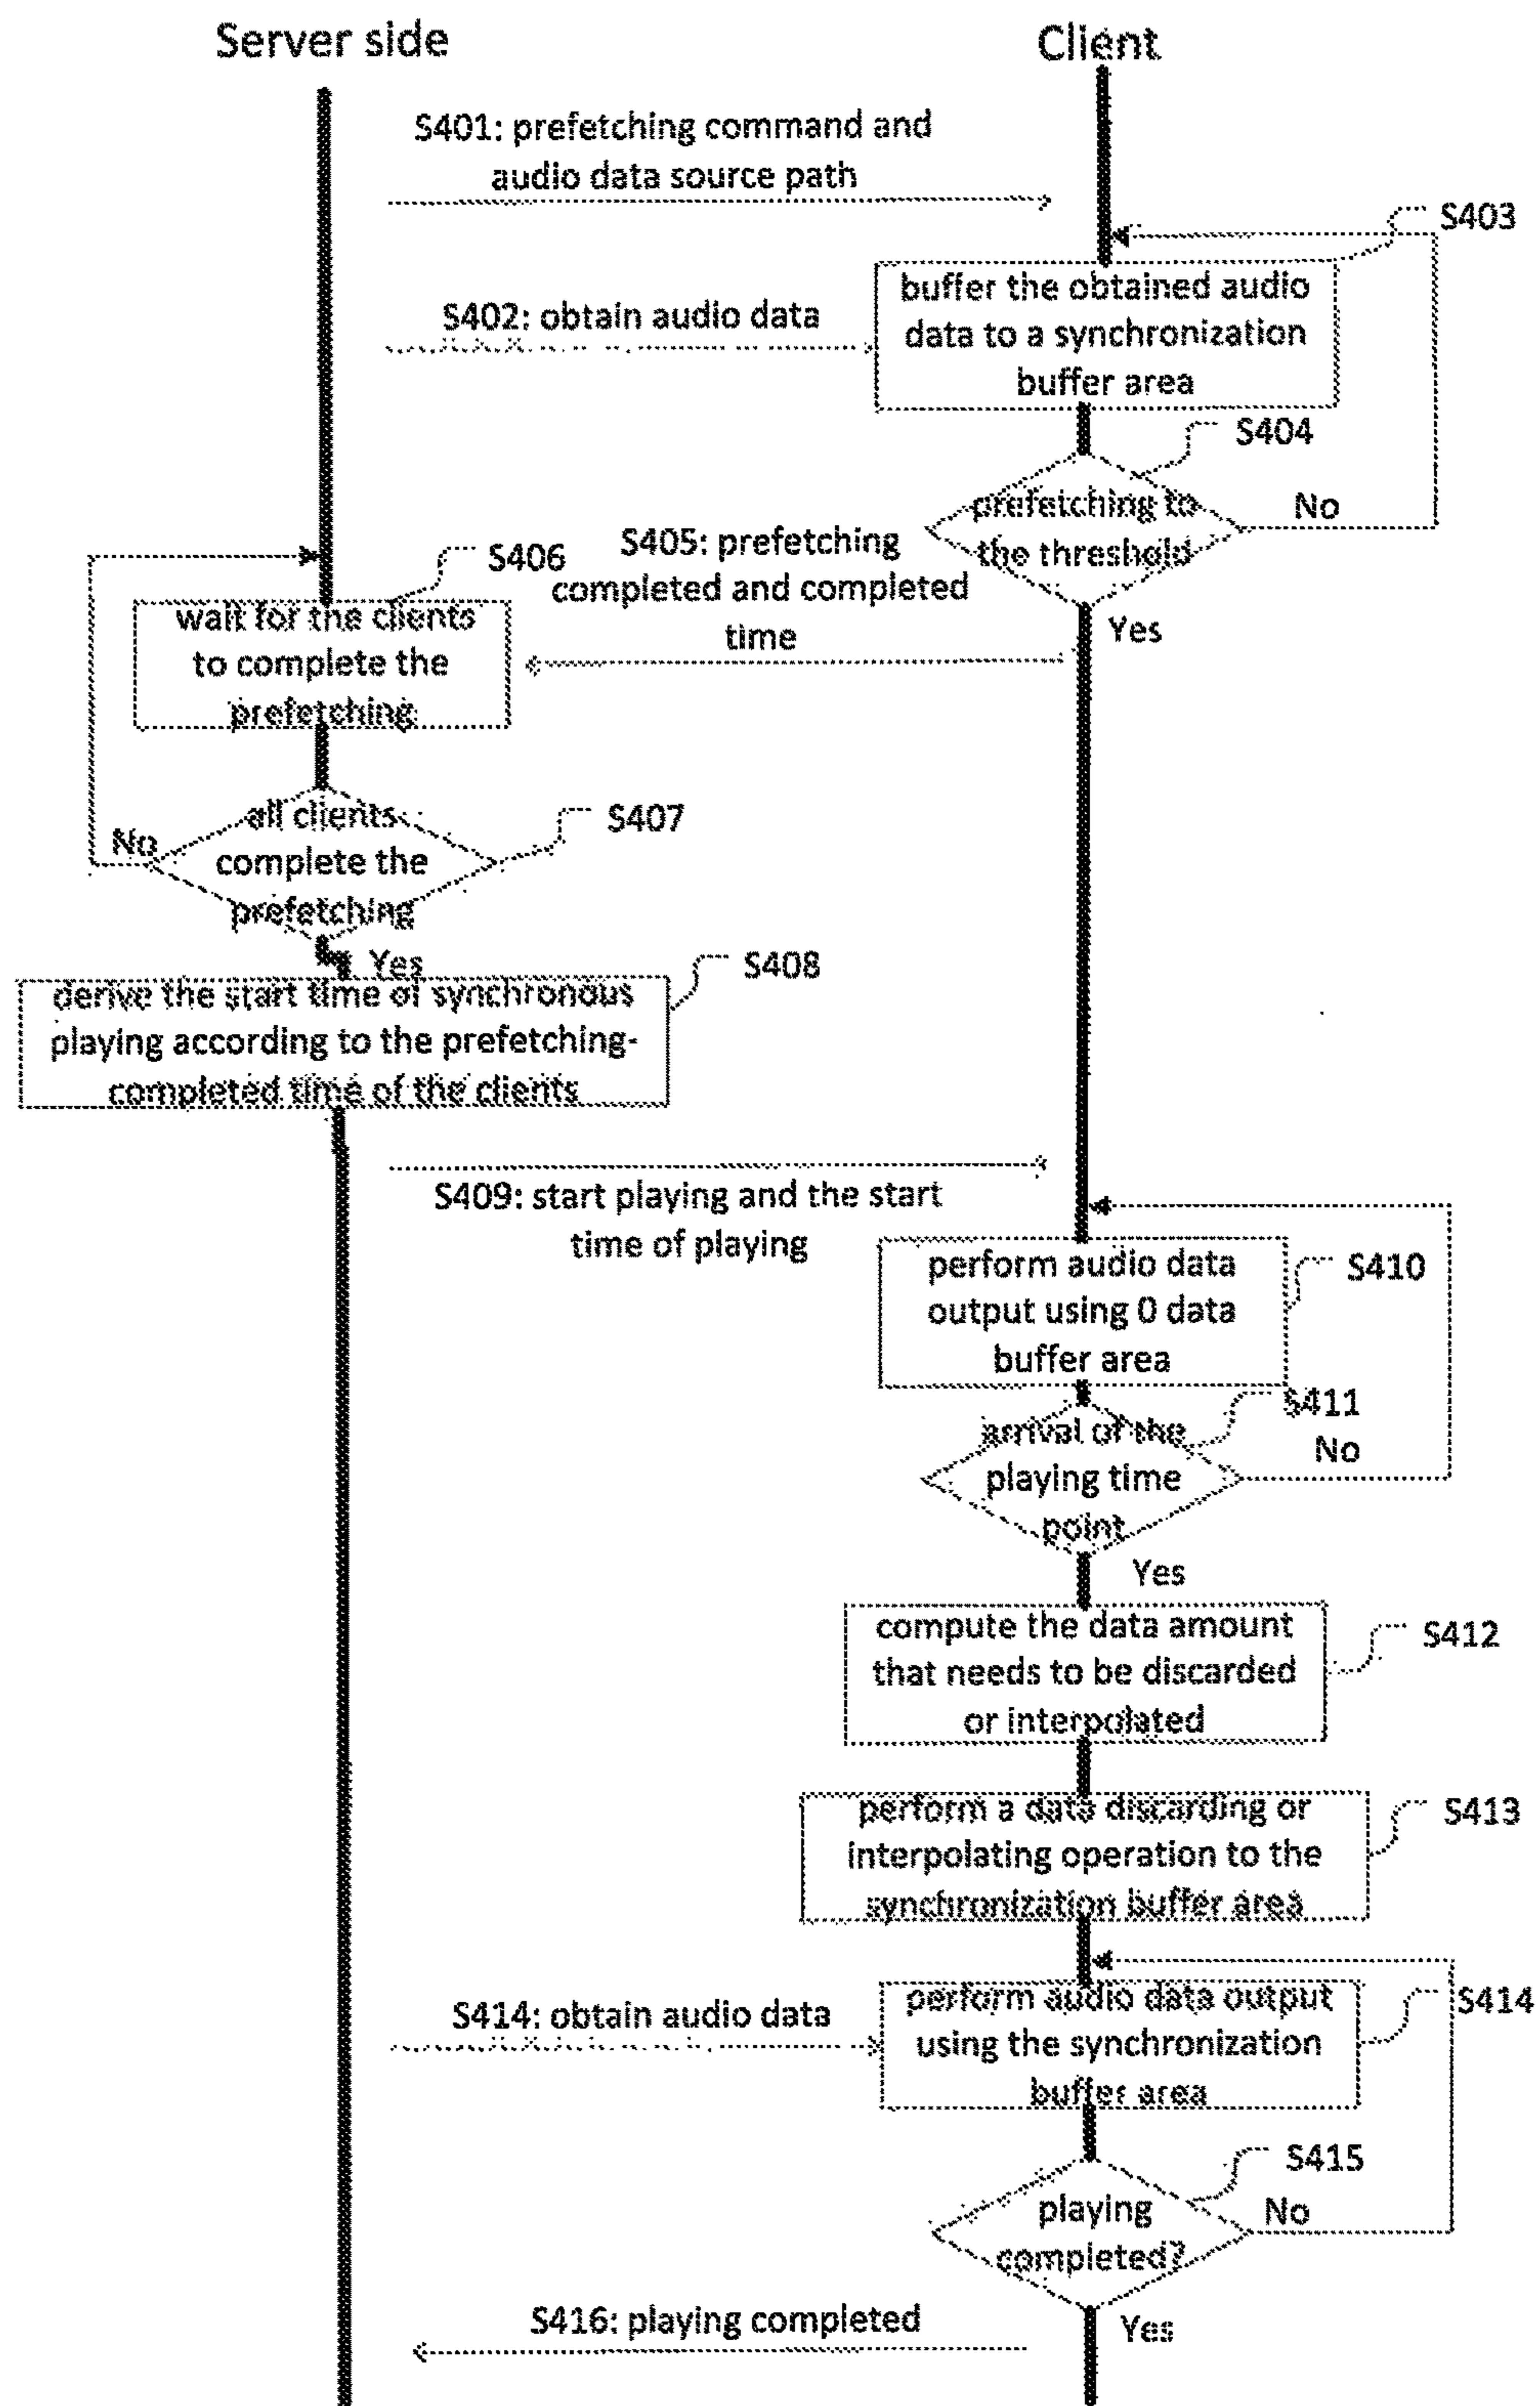 Server side
Client
S401: prefetching command and
audio data source path
S403
buffer the obtained audio
data to a synchronization
buffer area
S402: obtain audio data
S404
prefetching to
the threshold
No
Yes
S405: prefetching
completed and completed
time
S406
wait for the clients
to complete the
prefetching
all clients
complete the
prefetching
S407
No
Yes
S408
derive the start time of synchronous
playing according to the prefetching-
completed time of the clients
S409: start playing and the start
time of playing
perform audio data
output using 0 data
buffer area
S410
S411
arrival of the
playing time
point
No
Yes
compute the data amount
that needs to be discarded
or interpolated
S412
perform a data discarding or
interpolating operation to the
synchronization buffer area
S413
S414: obtain audio data
perform audio data output
using the synchronization
buffer area
S414
S415
playing
completed?
No
Yes
S416: playing completed